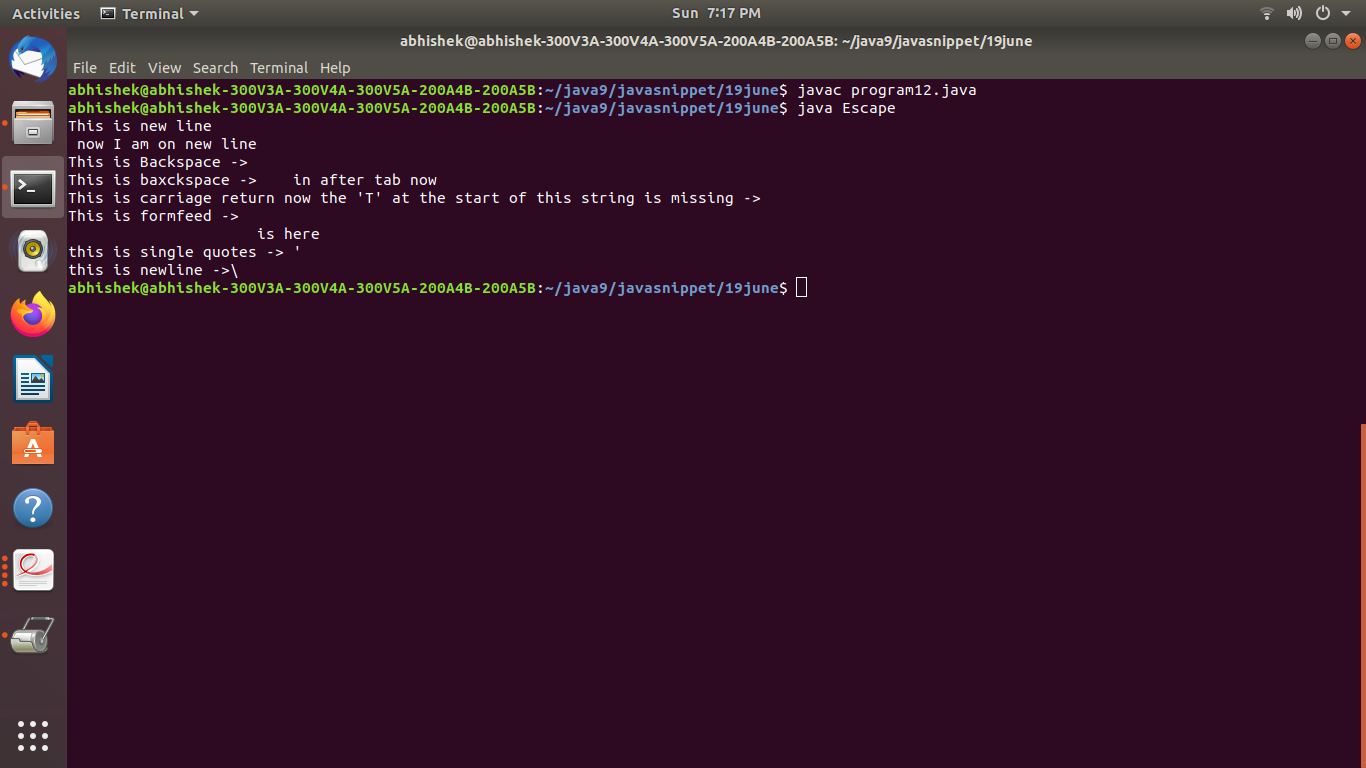 Activities Terminal Sun 7:17 PM
abhishek@abhishek-300V3A-300V4A-300V5A-200A4B-200A5B: ~/java9/javasnippet/19june
File Edit View Search Terminal Help
abhishek@abhishek-300V3A-300V4A-300V5A-200A4B-200A5B:~/java9/javasnippet/19june$ javac program12.java
abhishek@abhishek-300V3A-300V4A-300V5A-200A4B-200A5B:~/java9/javasnippet/19june$ java Escape
This is new line
 now I am on new line
This is Backspace ->
This is baxckspace ->    in after tab now
This is carriage return now the 'T' at the start of this string is missing ->
This is formfeed ->
                     is here
this is single quotes -> '
this is newline ->\
abhishek@abhishek-300V3A-300V4A-300V5A-200A4B-200A5B:~/java9/javasnippet/19june$